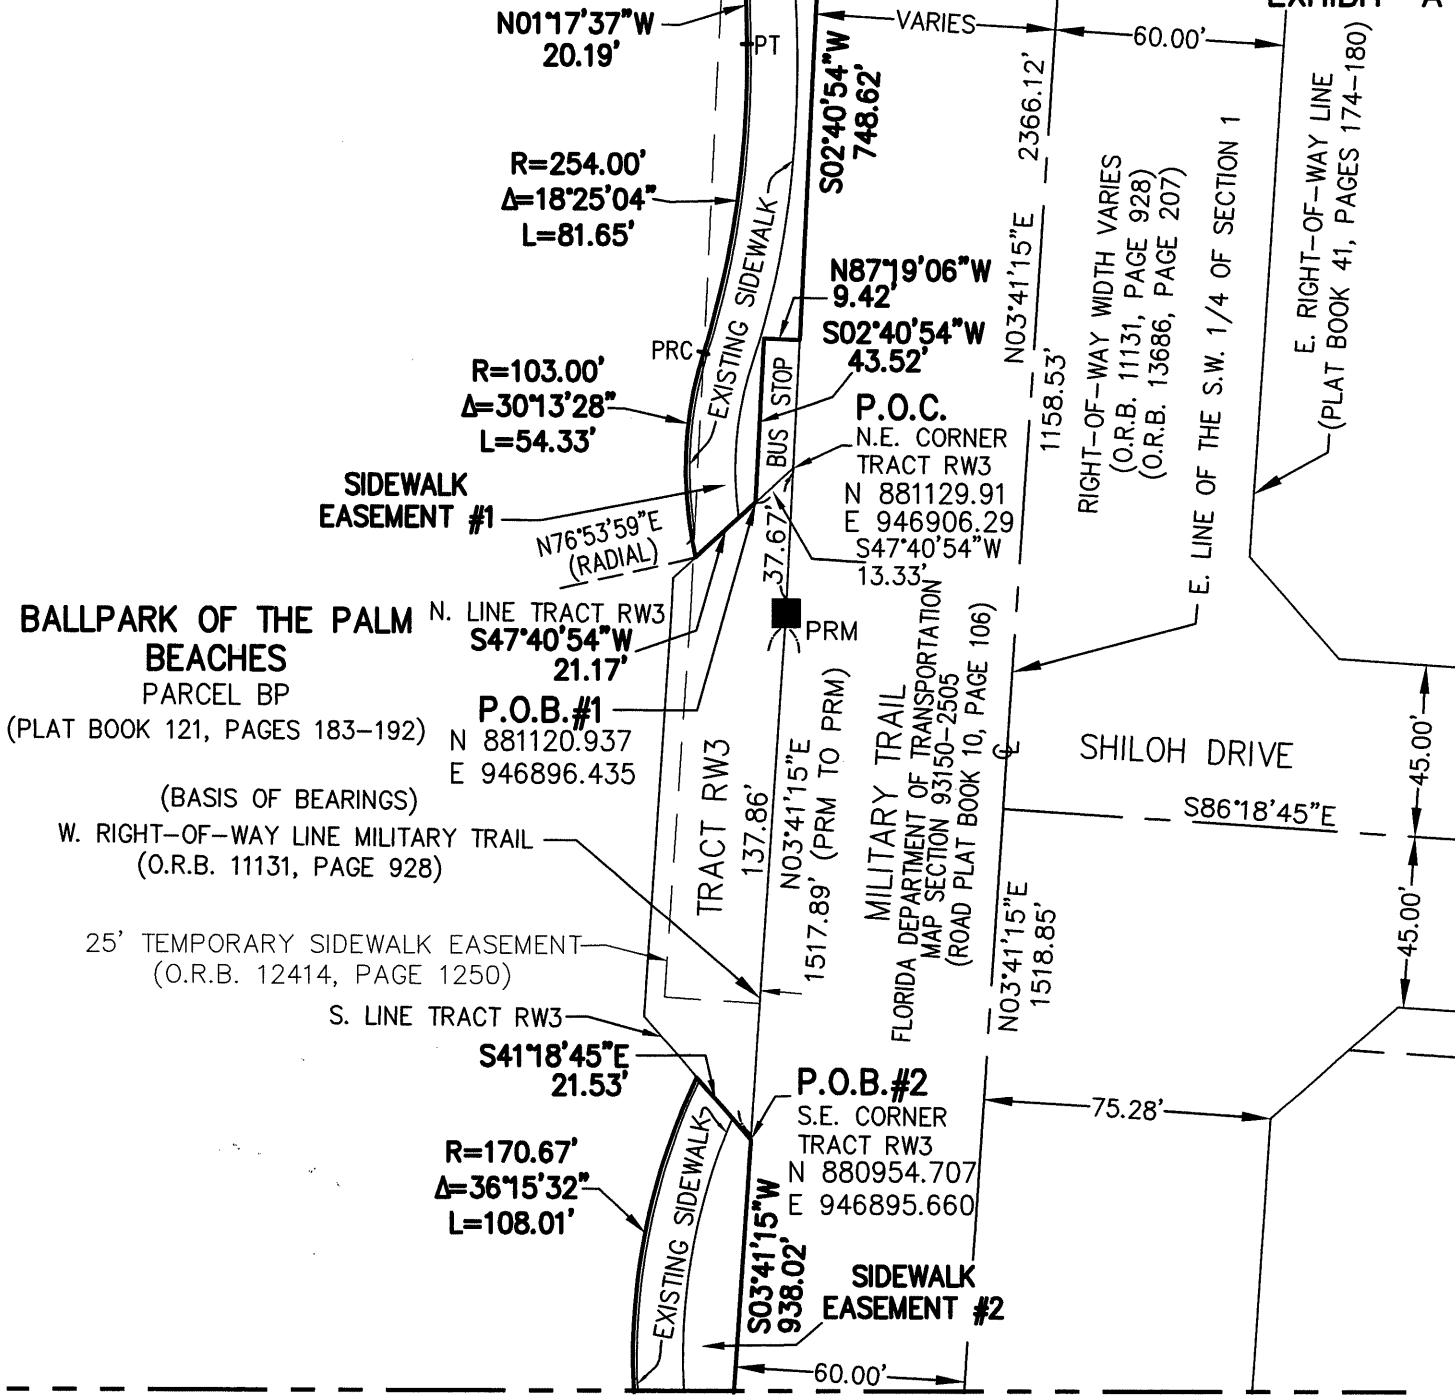 EXHIBIT "A
N01°17'37"W
20.19'
PT
VARIES
60.00'
S02°40'54"W
748.62'
2366.12'
E. RIGHT-OF-WAY LINE
(PLAT BOOK 41, PAGES 174-180)
R=254.00'
Δ=18°25'04"
L=81.65'
EXISTING SIDEWALK
N87°19'06"W
9.42'
S02°40'54"W
43.52'
N03°41'15"E
1158.53'
RIGHT-OF-WAY WIDTH VARIES
(O.R.B. 11131, PAGE 928)
(O.R.B. 13686, PAGE 207)
E. LINE OF THE S.W. 1/4 OF SECTION 1
PRC
R=103.00'
Δ=30°13'28"
L=54.33'
BUS STOP
P.O.C.
N.E. CORNER
TRACT RW3
N 881129.91
E 946906.29
S47°40'54"W
13.33'
SIDEWALK
EASEMENT #1
N76°53'59"E
(RADIAL)
37.67'
PRM
BALLPARK OF THE PALM
BEACHES
PARCEL BP
(PLAT BOOK 121, PAGES 183-192)
N. LINE TRACT RW3
S47°40'54"W
21.17'
P.O.B.#1
N 881120.937
E 946896.435
(BASIS OF BEARINGS)
W. RIGHT-OF-WAY LINE MILITARY TRAIL
(O.R.B. 11131, PAGE 928)
TRACT RW3
137.86'
N03°41'15"E
1517.89' (PRM TO PRM)
MILITARY TRAIL
FLORIDA DEPARTMENT OF TRANSPORTATION
MAP SECTION 93150-2505
(ROAD PLAT BOOK 10, PAGE 106)
℄
SHILOH DRIVE
S86°18'45"E
45.00'
45.00'
N03°41'15"E
1518.85'
25' TEMPORARY SIDEWALK EASEMENT
(O.R.B. 12414, PAGE 1250)
S. LINE TRACT RW3
S41°18'45"E
21.53'
P.O.B.#2
S.E. CORNER
TRACT RW3
N 880954.707
E 946895.660
75.28'
R=170.67'
Δ=36°15'32"
L=108.01'
EXISTING SIDEWALK
S03°41'15"W
938.02'
SIDEWALK
EASEMENT #2
60.00'